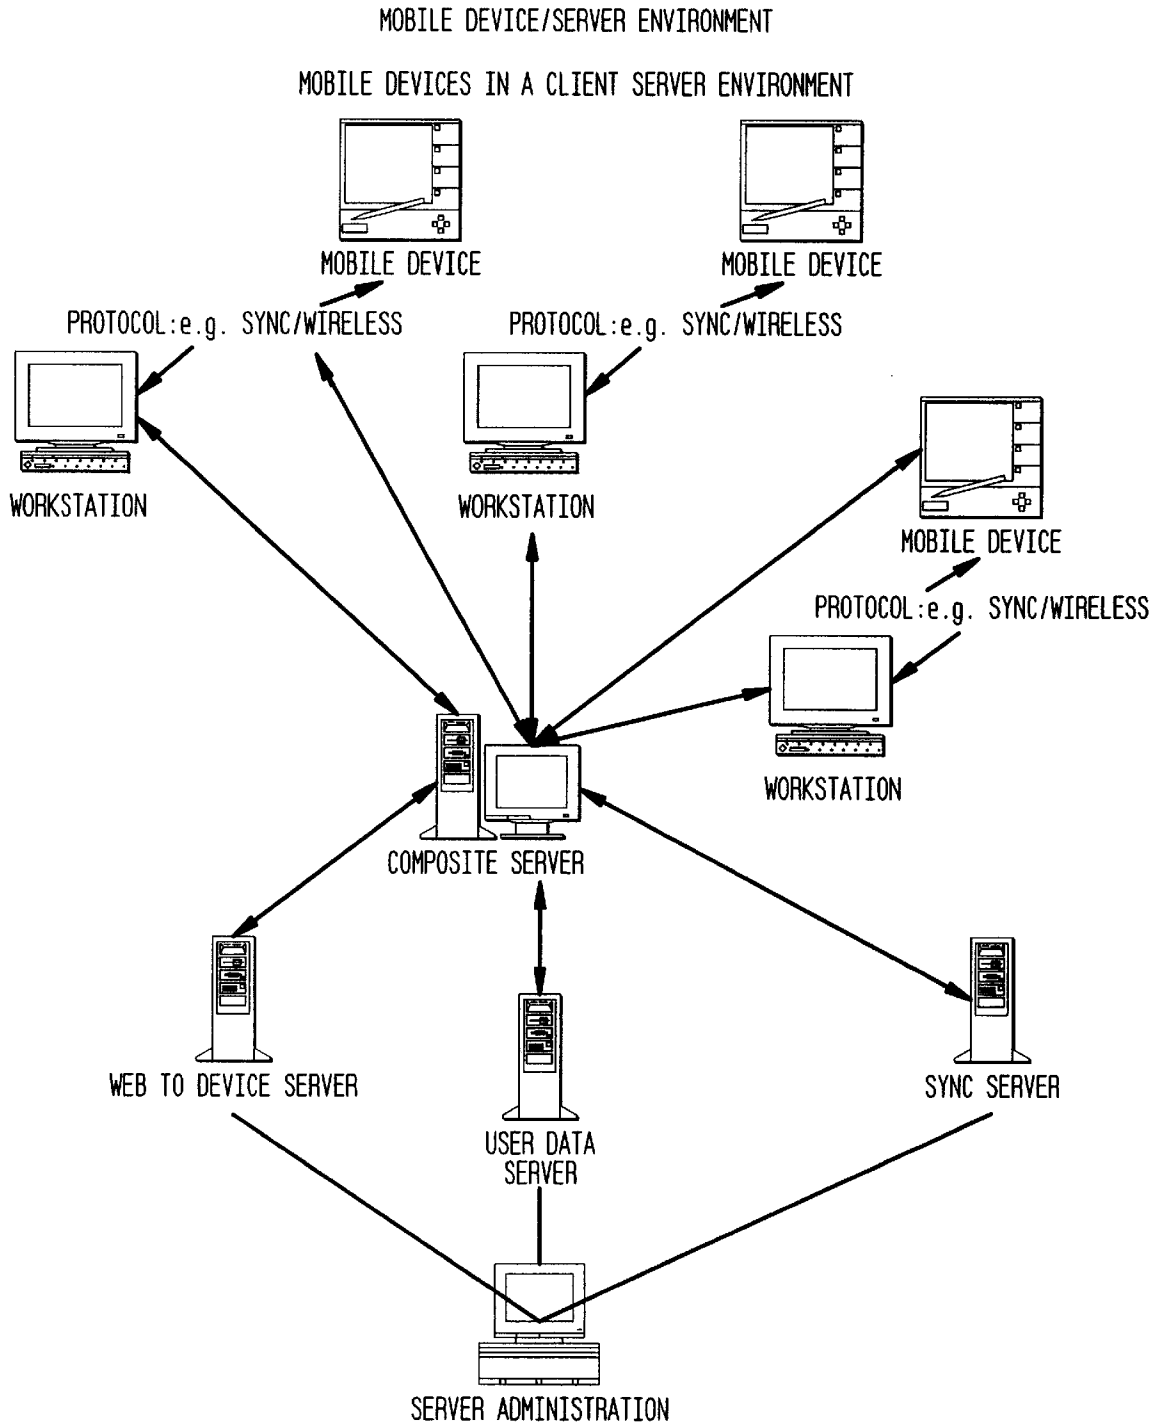 MOBILE DEVICE/SERVER ENVIRONMENT
MOBILE DEVICES IN A CLIENT SERVER ENVIRONMENT
MOBILE DEVICE
MOBILE DEVICE
PROTOCOL:e.g. SYNC/WIRELESS
PROTOCOL:e.g. SYNC/WIRELESS
WORKSTATION
WORKSTATION
MOBILE DEVICE
PROTOCOL:e.g. SYNC/WIRELESS
WORKSTATION
COMPOSITE SERVER
WEB TO DEVICE SERVER
SYNC SERVER
USER DATA
SERVER
SERVER ADMINISTRATION